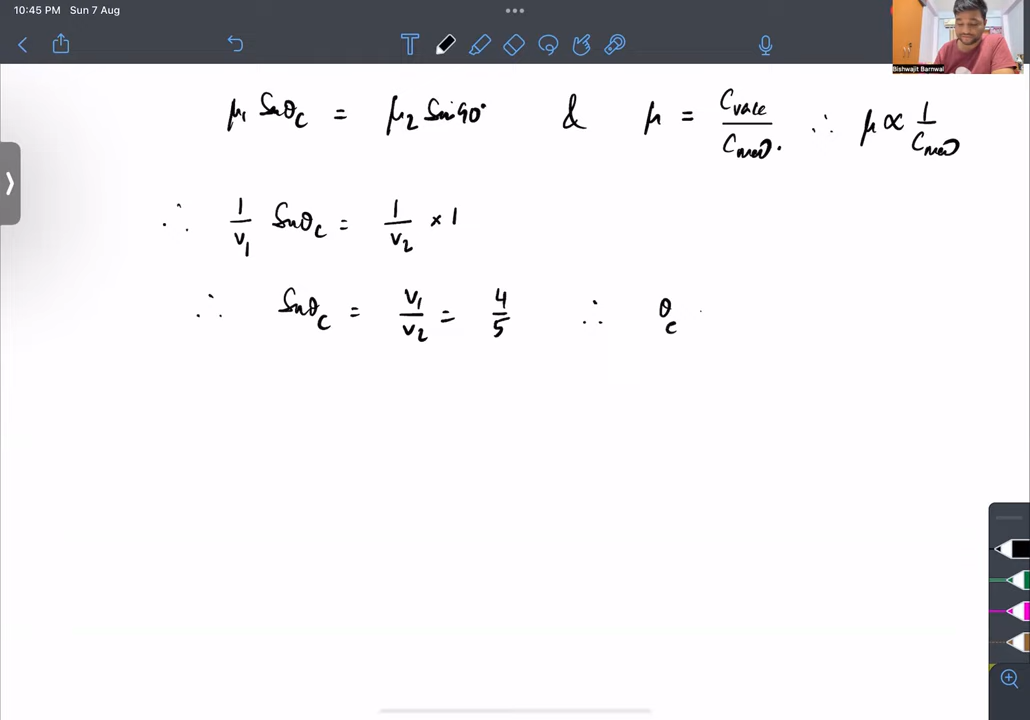 10:45 PM Sun 7 Aug
Bishwajit Barnwal
μ₁ Sinθc = μ₂ Sin90° & μ = Cvacc / Cmed. ∴ μ ∝ 1 / Cmed
∴ 1/v₁ Sinθc = 1/v₂ × 1
∴ Sinθc = v₁/v₂ = 4/5 ∴ θc